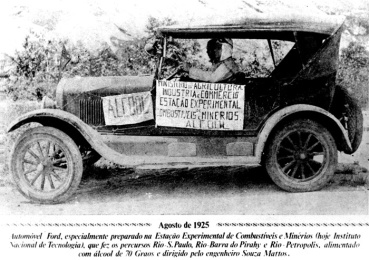 ALCOOL
MINISTERIO DA AGRICULTURA
INDUSTRIA E COMMERCIO
ESTAÇÃO EXPERIMENTAL
COMBUSTIVEIS E MINERIOS
ALCOOL
Agosto de 1925
Automóvel Ford, especialmente preparado na Estação Experimental de Combustíveis e Minérios (hoje Instituto
Nacional de Tecnologia), que fez os percursos Rio-S.Paulo, Rio-Barra do Pirahy e Rio-Petropolis, alimentado
com álcool de 70 Graus e dirigido pelo engenheiro Souza Mattos.